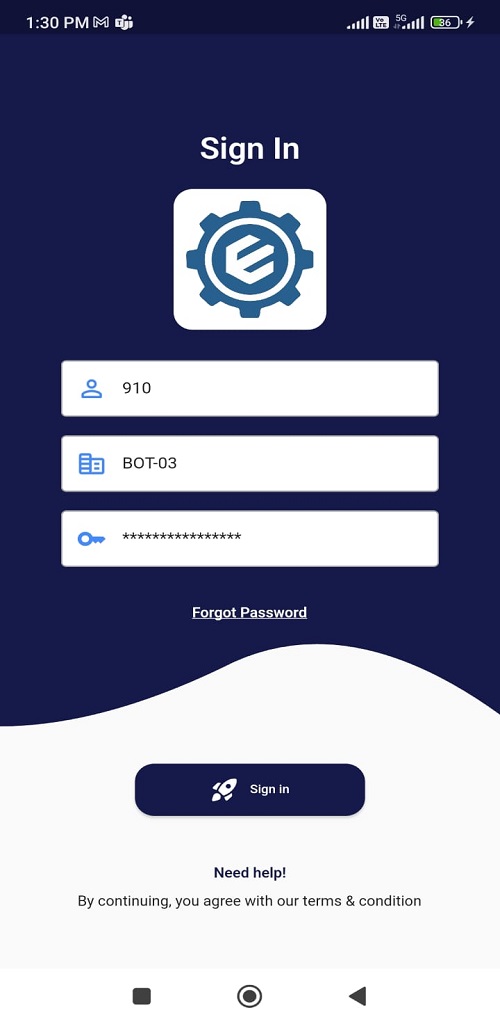 1:30 PM
Vo LTE 5G 36
Sign In
910
BOT-03
****************
Forgot Password
Sign in
Need help!
By continuing, you agree with our terms & condition